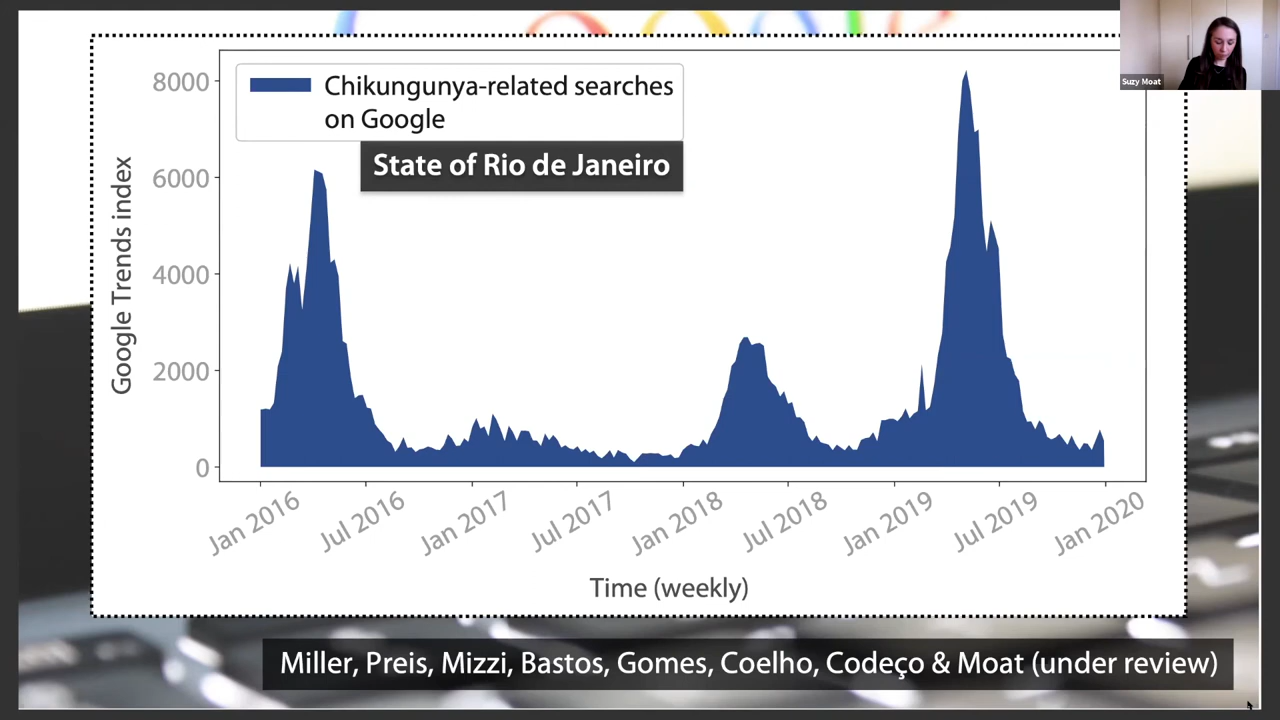 Suzy Moat
Chikungunya-related searches
on Google
State of Rio de Janeiro
Google Trends index
8000
6000
4000
2000
0
Jan 2016
Jul 2016
Jan 2017
Jul 2017
Jan 2018
Jul 2018
Jan 2019
Jul 2019
Jan 2020
Time (weekly)
Miller, Preis, Mizzi, Bastos, Gomes, Coelho, Codeço & Moat (under review)